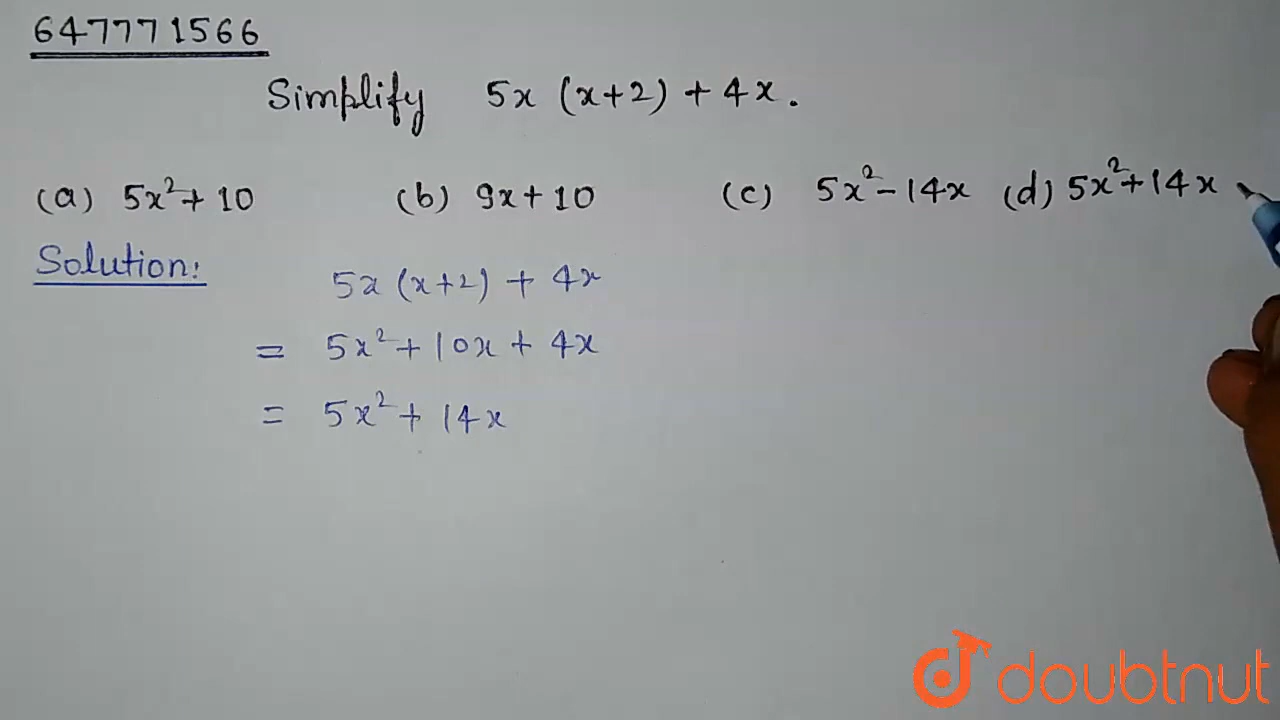 647771566
Simplify 5x (x+2) + 4x.
(a) 5x²+ 10 (b) 9x+10 (c) 5x²-14x (d) 5x²+14x
Solution:
5x (x+2) + 4x
= 5x²+10x + 4x
= 5x²+ 14x
doubtnut